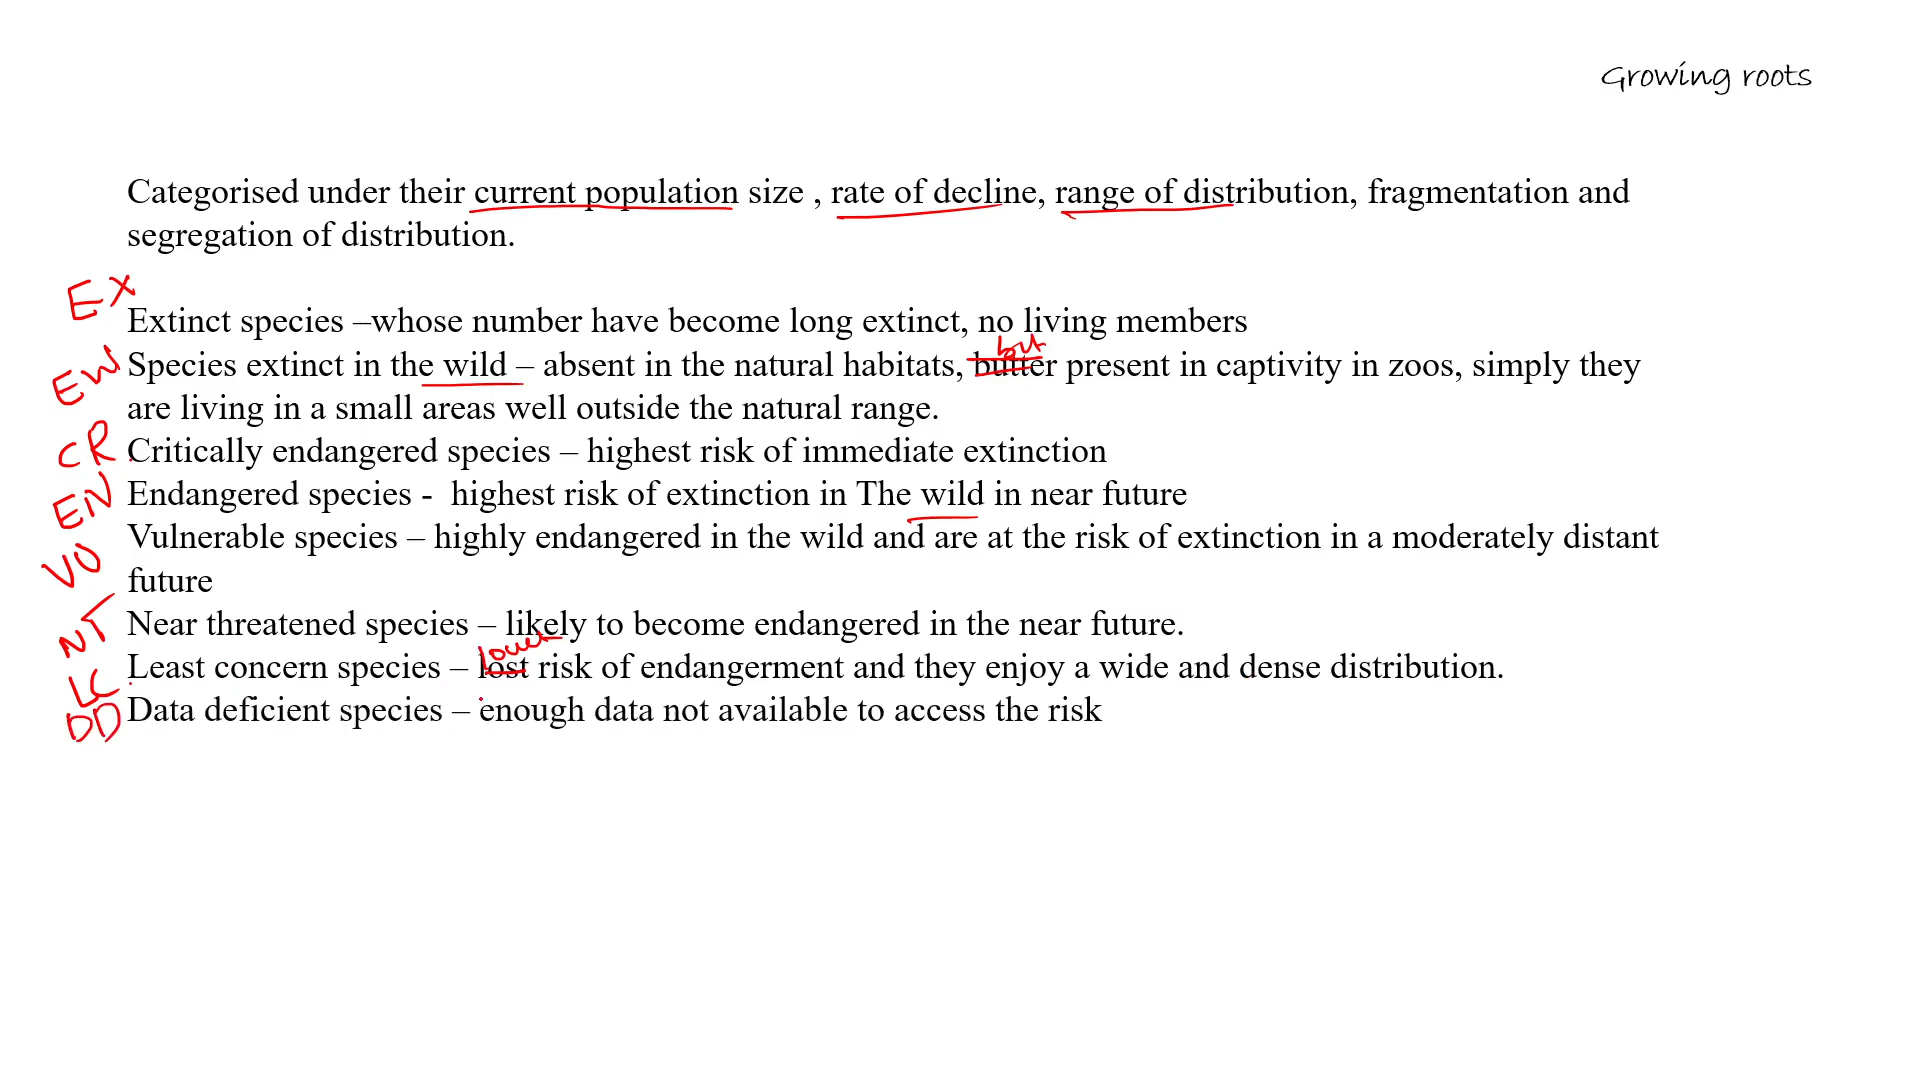 Growing roots
Categorised under their current population size , rate of decline, range of distribution, fragmentation and
segregation of distribution.
EX
Extinct species –whose number have become long extinct, no living members
but
EW Species extinct in the wild – absent in the natural habitats, butter present in captivity in zoos, simply they
are living in a small areas well outside the natural range.
CR Critically endangered species – highest risk of immediate extinction
EN Endangered species - highest risk of extinction in The wild in near future
VU Vulnerable species – highly endangered in the wild and are at the risk of extinction in a moderately distant
future
NT Near threatened species – likely to become endangered in the near future.
lower
LC Least concern species – lost risk of endangerment and they enjoy a wide and dense distribution.
DD Data deficient species – enough data not available to access the risk